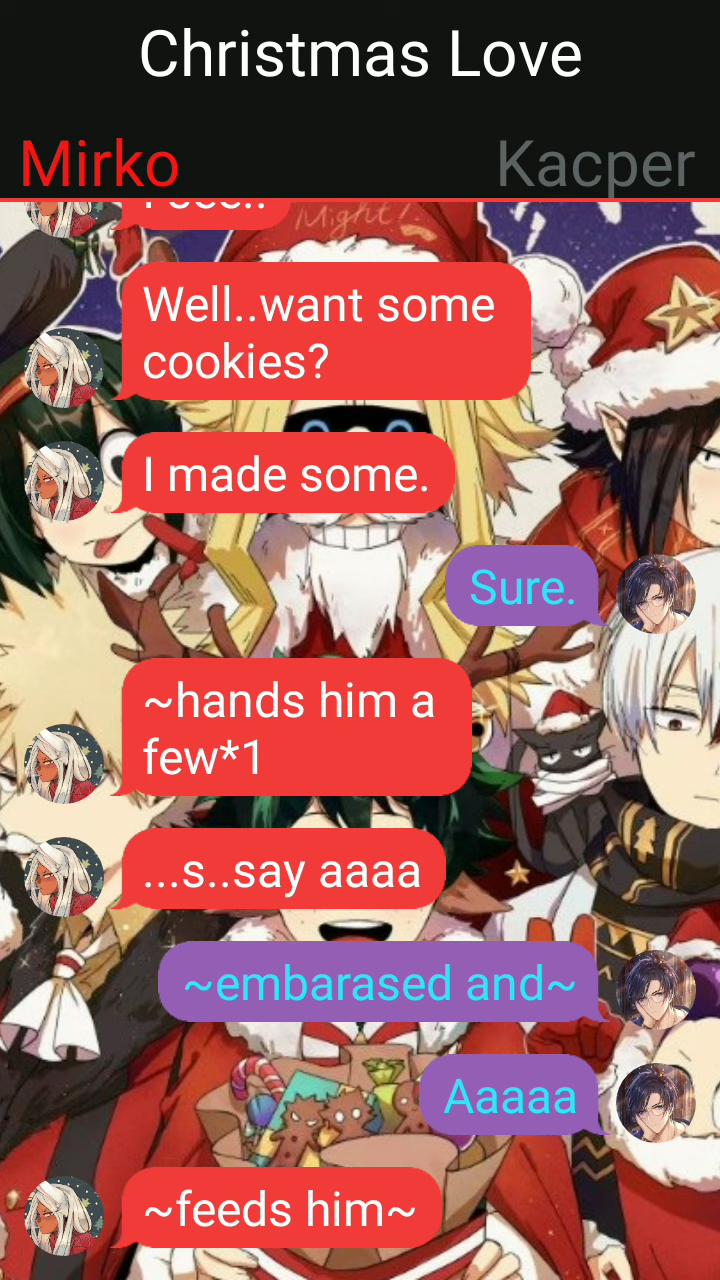 Christmas Love
Mirko
Kacper
Might!
Well..want some
cookies?
I made some.
Sure.
~hands him a
few*1
...s..say aaaa
~embarased and~
Aaaaa
~feeds him~